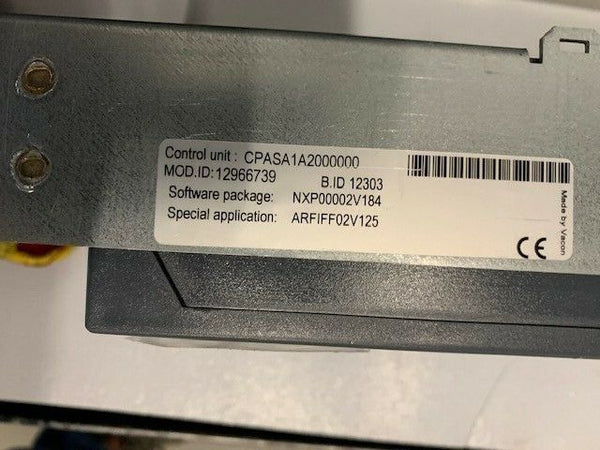 Control unit : CPASA1A2000000
MOD.ID:12966739 B.ID 12303
Software package: NXP00002V184
Special application: ARFIFF02V125
Made by Vacon
CE